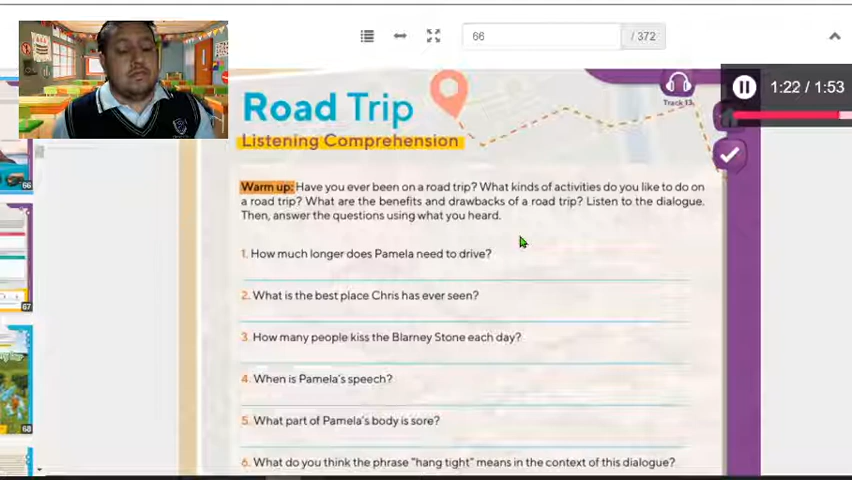 66 / 372
1:22 / 1:53
Track 13
Road Trip
Listening Comprehension
Warm up: Have you ever been on a road trip? What kinds of activities do you like to do on
a road trip? What are the benefits and drawbacks of a road trip? Listen to the dialogue.
Then, answer the questions using what you heard.
1. How much longer does Pamela need to drive?
2. What is the best place Chris has ever seen?
3. How many people kiss the Blarney Stone each day?
4. When is Pamela's speech?
5. What part of Pamela's body is sore?
6. What do you think the phrase "hang tight" means in the context of this dialogue?
66
67
68